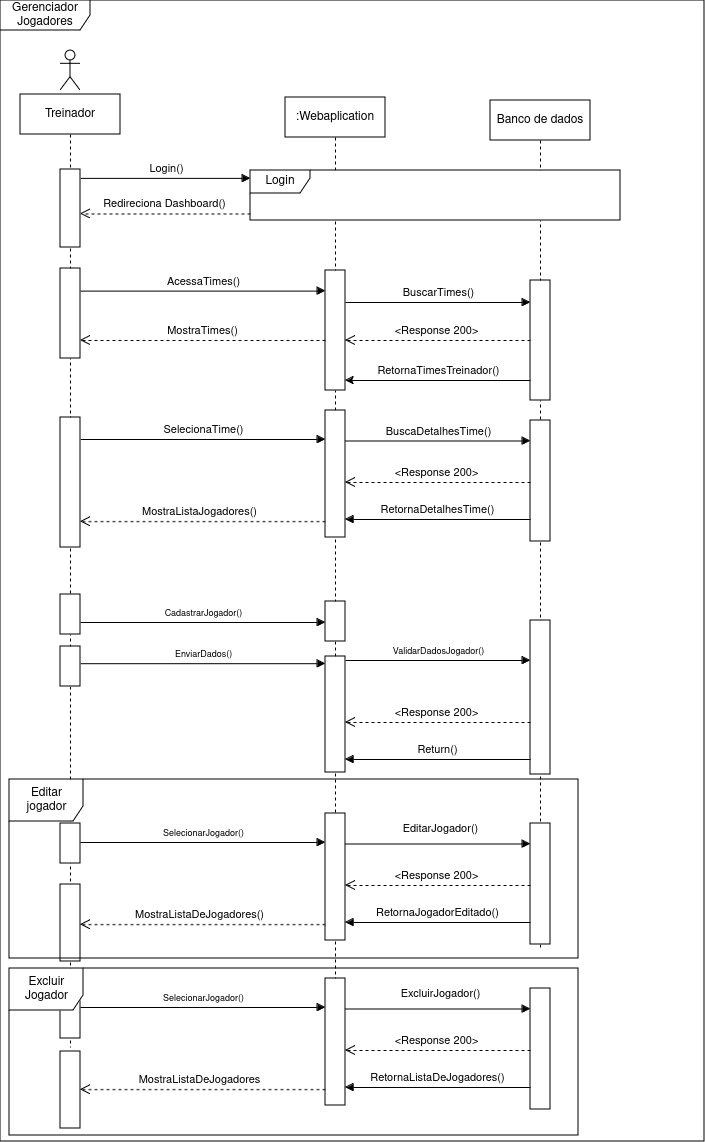 Gerenciador
Jogadores
Treinador
:Webaplication
Banco de dados
Login()
Login
Redireciona Dashboard()
AcessaTimes()
BuscarTimes()
MostraTimes()
<Response 200>
RetornaTimesTreinador()
SelecionaTime()
BuscaDetalhesTime()
<Response 200>
MostraListaJogadores()
RetornaDetalhesTime()
CadastrarJogador()
EnviarDados()
ValidarDadosJogador()
<Response 200>
Return()
Editar
jogador
SelecionarJogador()
EditarJogador()
<Response 200>
MostraListaDeJogadores()
RetornaJogadorEditado()
Excluir
Jogador
SelecionarJogador()
ExcluirJogador()
<Response 200>
MostraListaDeJogadores
RetornaListaDeJogadores()